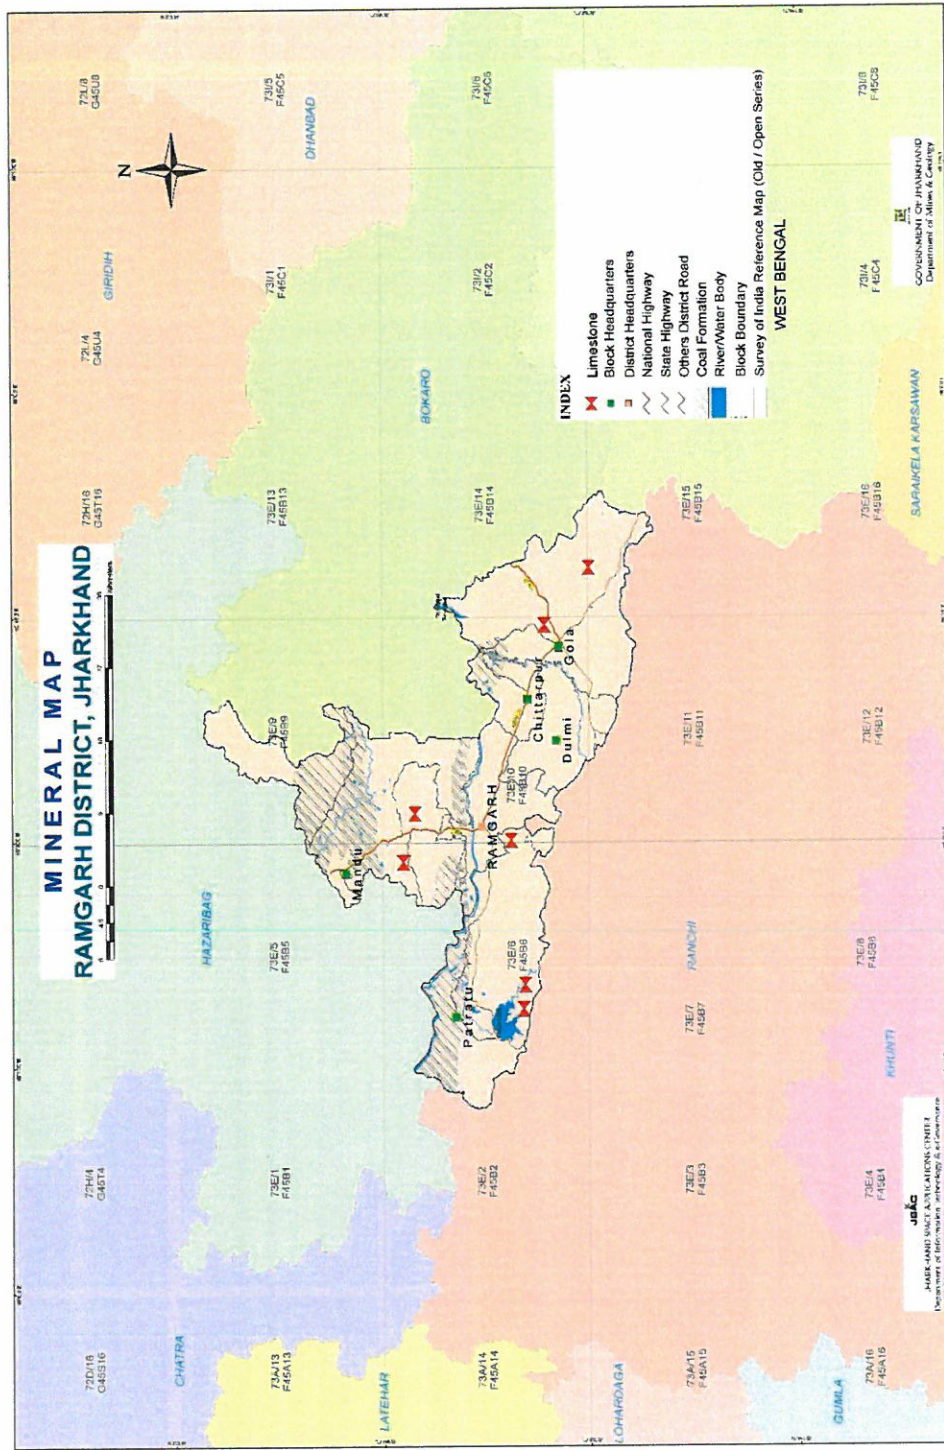 MINERAL MAP
RAMGARH DISTRICT, JHARKHAND
N
72D/16
G45S16
72H/4
G45T4
72H/16
G45T16
72L/4
G45U4
72L/8
G45U8
CHATRA
HAZARIBAG
GIRIDIH
DHANBAD
73A/13
F45A13
73E/1
F45B1
73E/5
F45B5
73E/9
F45B9
73E/13
F45B13
73I/1
F45C1
73I/5
F45C5
LATEHAR
BOKARO
Mandu
73A/14
F45A14
73E/2
F45B2
Patratu
73E/6
F45B6
RAMGARH
73E/10
F45B10
Chittarpur
Dulmi
Gola
73E/14
F45B14
73I/2
F45C2
73I/6
F45C6
INDEX
Limestone
Block Headquarters
District Headquarters
National Highway
State Highway
Others District Road
Coal Formation
River/Water Body
Block Boundary
Survey of India Reference Map (Old / Open Series)
WEST BENGAL
LOHARDAGA
RANCHI
73A/15
F45A15
73E/3
F45B3
73E/7
F45B7
73E/11
F45B11
73E/15
F45B15
GUMLA
KHUNTI
SARAIKELA KARSAWAN
73A/16
F45A16
73E/4
F45B4
73E/8
F45B8
73E/12
F45B12
73E/16
F45B16
73I/4
F45C4
73I/8
F45C8
JSAC
JHARKHAND SPACE APPLICATIONS CENTER
Department of Information Technology & e-Governance
GOVERNMENT OF JHARKHAND
Department of Mines & Geology